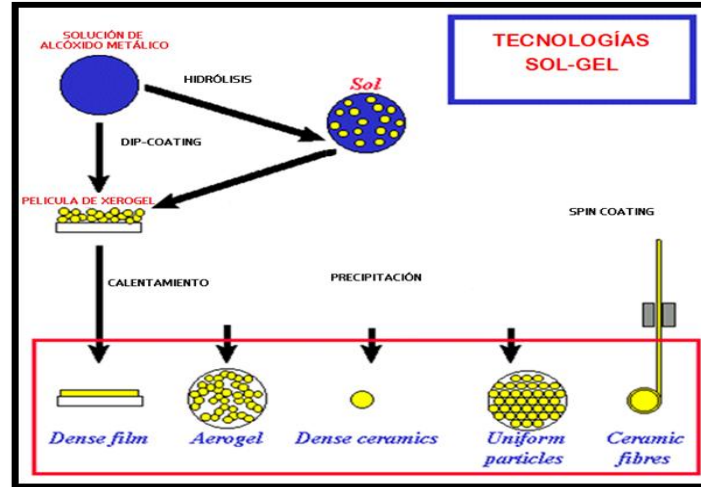 SOLUCIÓN DE
ALCÓXIDO METÁLICO
TECNOLOGÍAS
SOL-GEL
HIDRÓLISIS
Sol
DIP-COATING
PELICULA DE XEROGEL
SPIN COATING
CALENTAMIENTO
PRECIPITACIÓN
Dense film
Aerogel
Dense ceramics
Uniform
particles
Ceramic
fibres